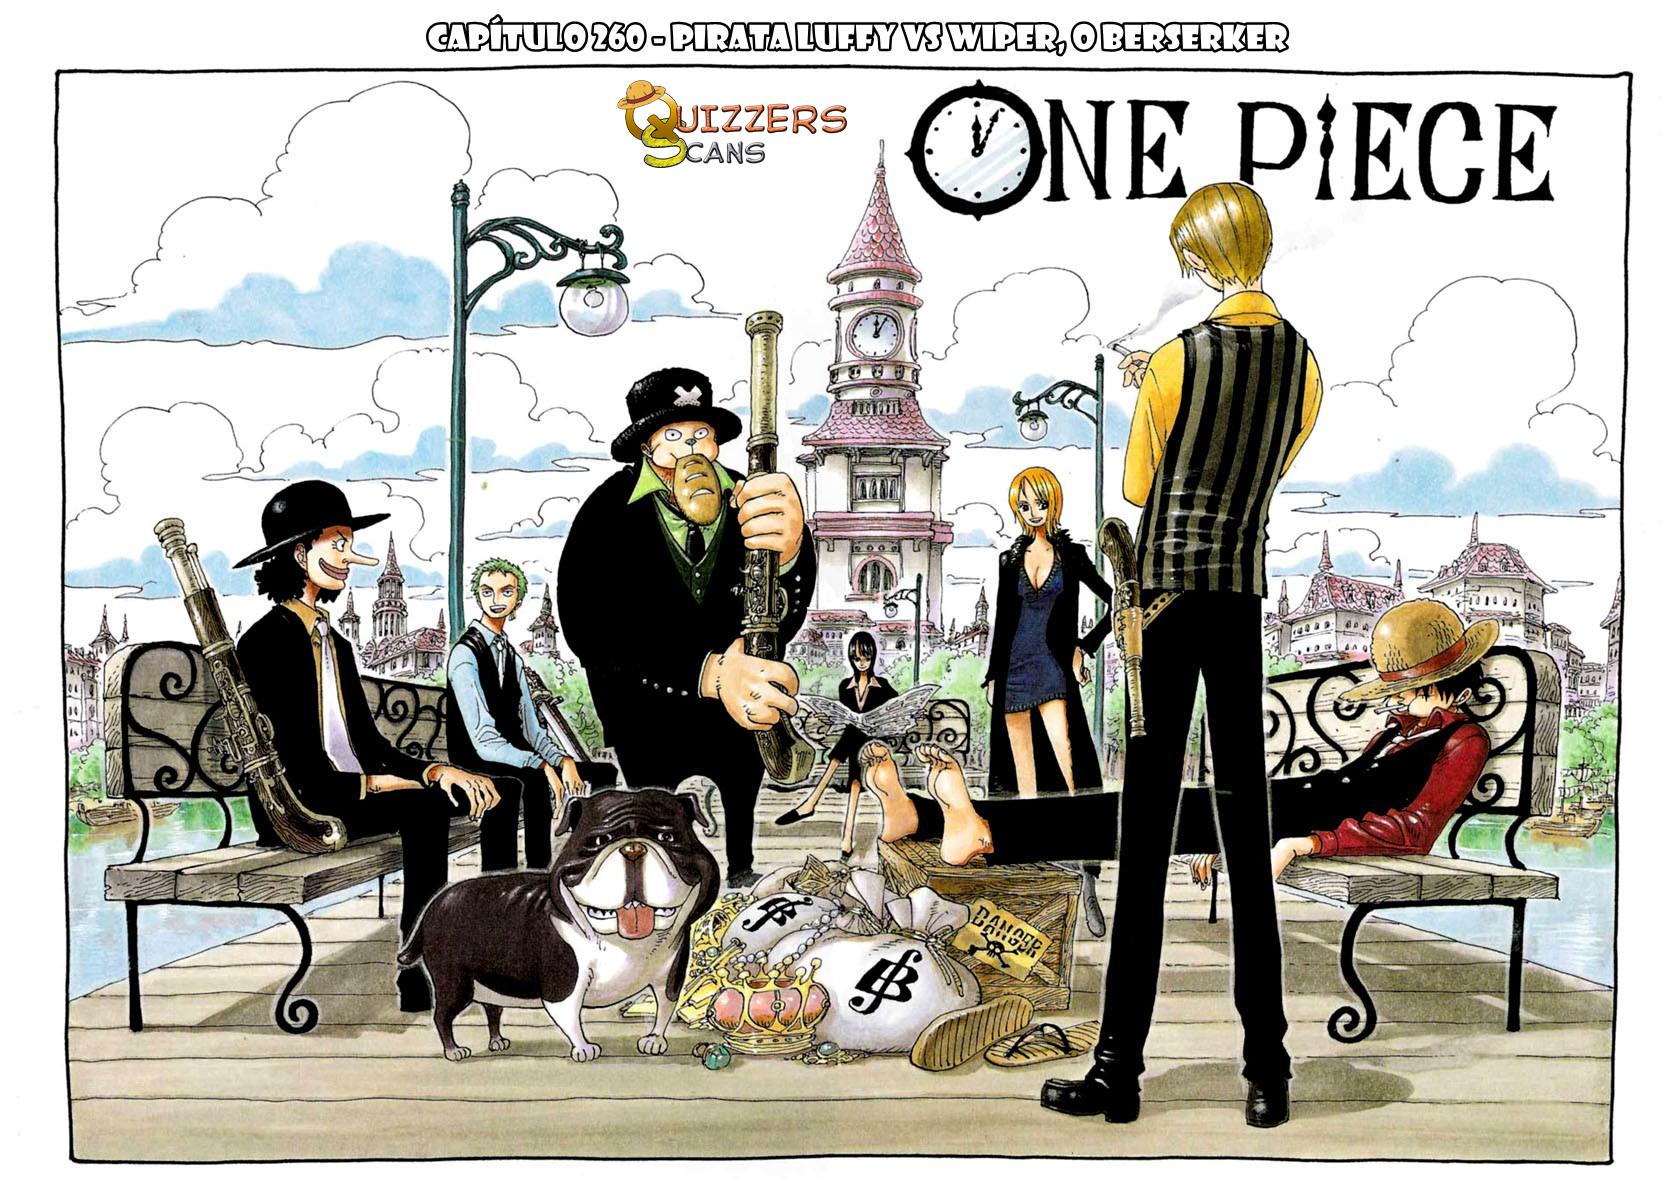 CAPÍTULO 260 - PIRATA LUFFY VS WIPER, O BERSERKER
QUIZZERS
SCANS
ONE PIECE
DANGER